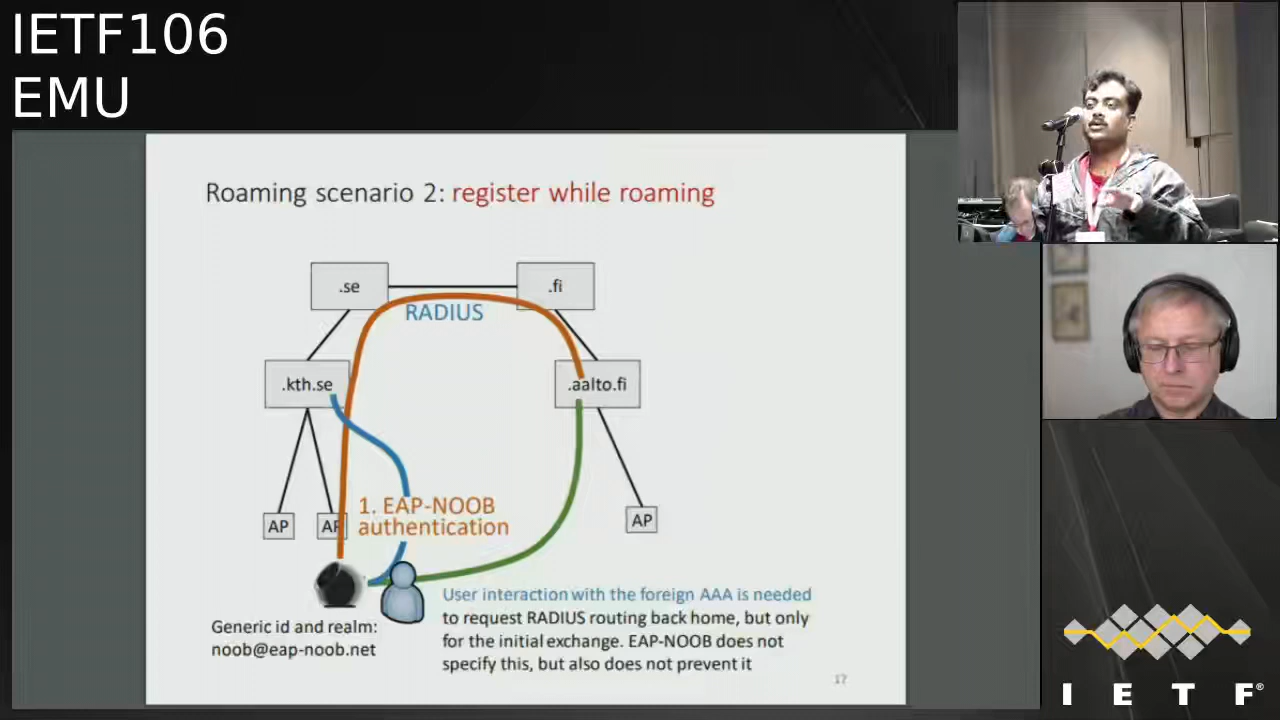 IETF106
EMU
Roaming scenario 2: register while roaming
.se
.fi
RADIUS
.kth.se
.aalto.fi
1. EAP-NOOB
authentication
AP
AP
AP
User interaction with the foreign AAA is needed
to request RADIUS routing back home, but only
for the initial exchange. EAP-NOOB does not
specify this, but also does not prevent it
Generic id and realm:
noob@eap-noob.net
17
I E T F®